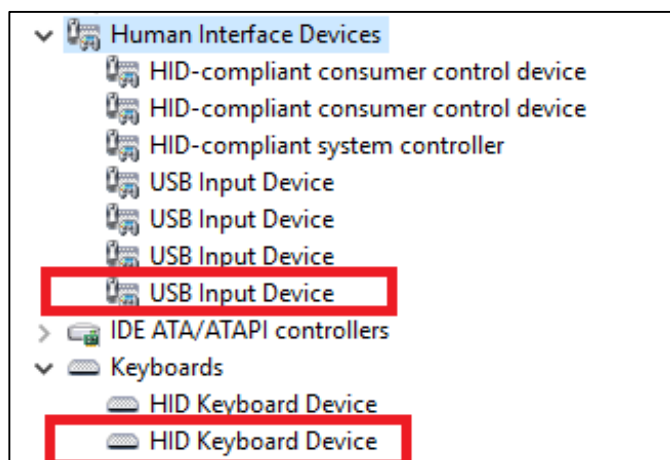 Human Interface Devices
HID-compliant consumer control device
HID-compliant consumer control device
HID-compliant system controller
USB Input Device
USB Input Device
USB Input Device
USB Input Device
IDE ATA/ATAPI controllers
Keyboards
HID Keyboard Device
HID Keyboard Device